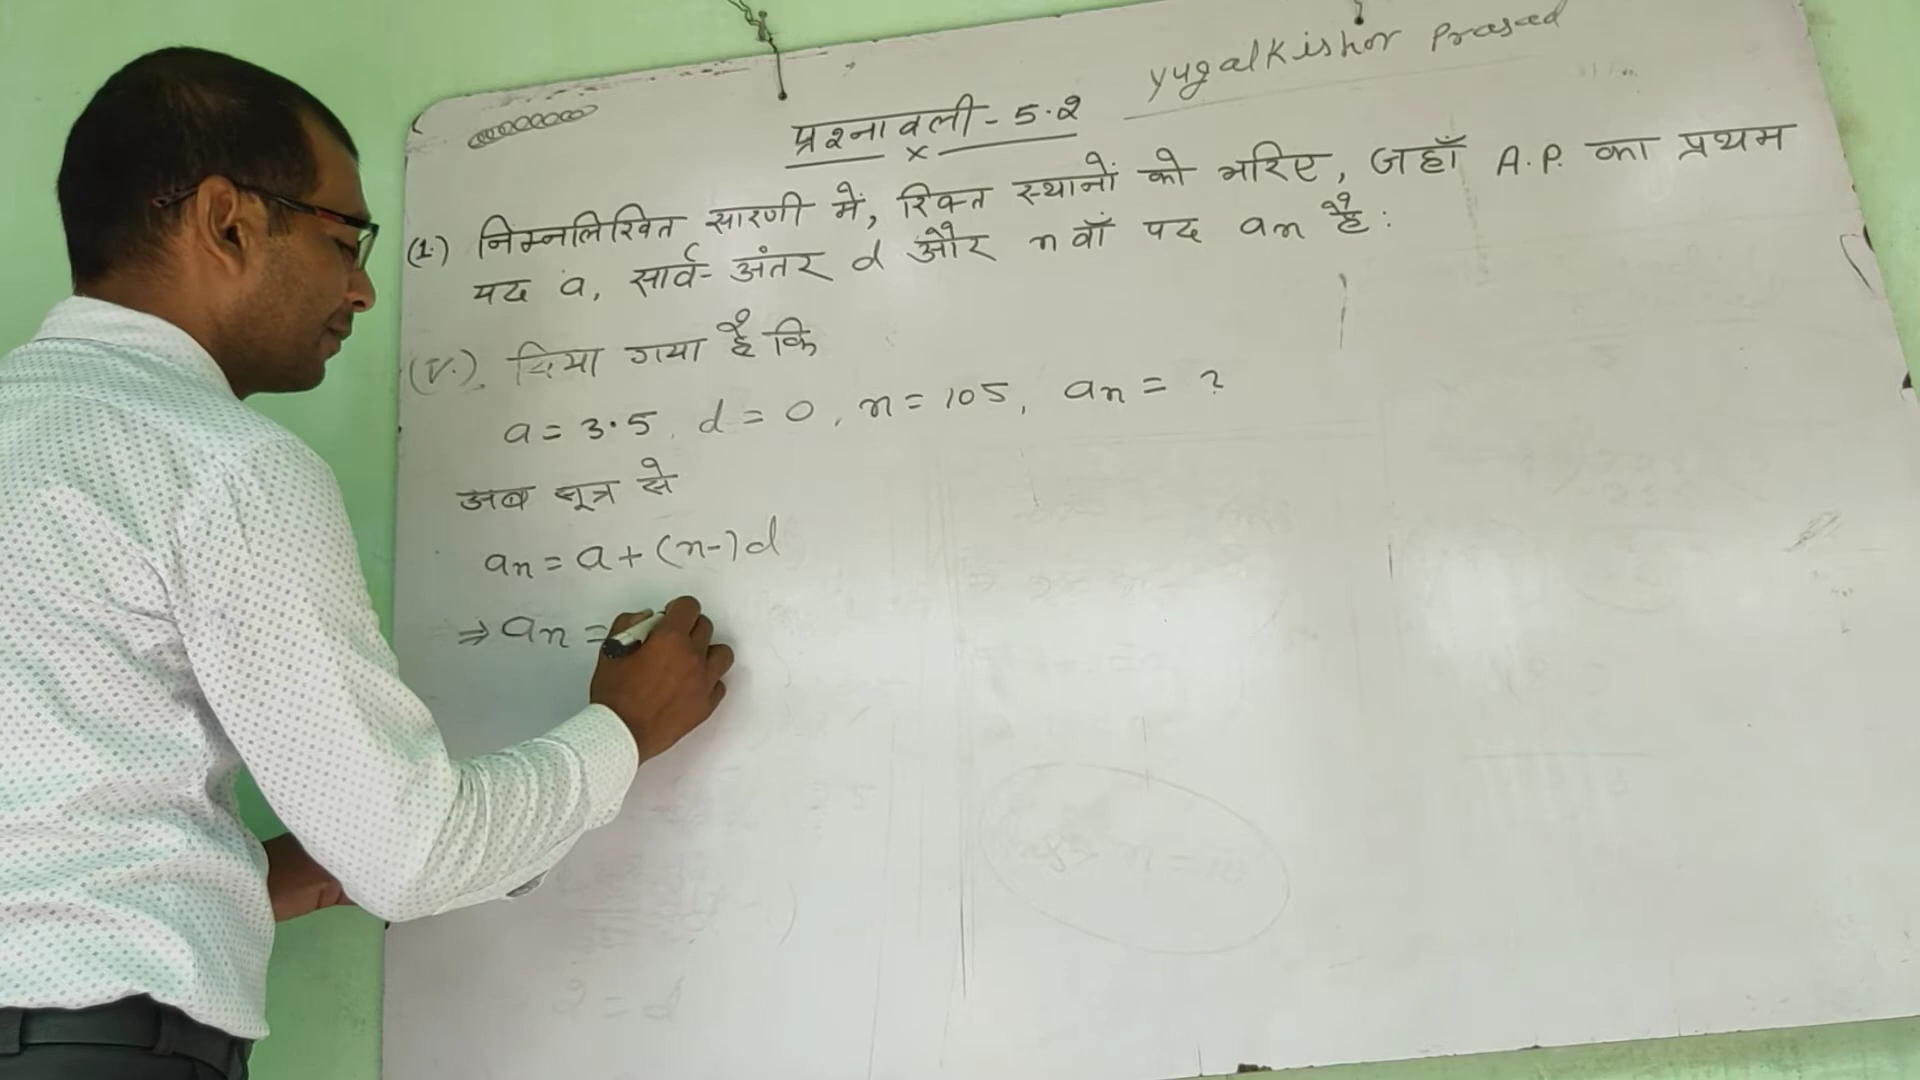 Yugalkishor Prasad
प्रश्नावली - 5.2
(1.) निम्नलिखित सारणी में, रिक्त स्थानों को भरिए, जहाँ A.P. का प्रथम
पद a, सार्व- अंतर d और n वाँ पद an है :
(V.) दिया गया है कि
a = 3.5, d = 0, n = 105, an = ?
अब सूत्र से
an = a + (n-)d
⇒ an =